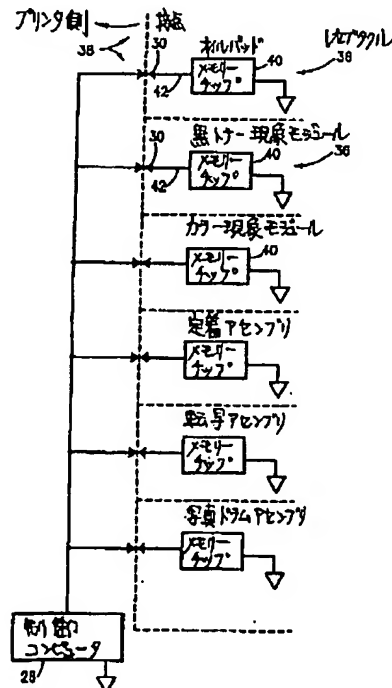 プリンタ側
接点
38
30
オイルパッド
40
レセプタクル
メモリー
チップ
36
42
黒トナー現象モジュール
30
40
36
メモリー
チップ
42
カラー現象モジュール
40
メモリー
チップ
定着アセンブリ
メモリー
チップ
転写アセンブリ
メモリー
チップ
写真ドラムアセンブリ
メモリー
チップ
制御
コンピュータ
28